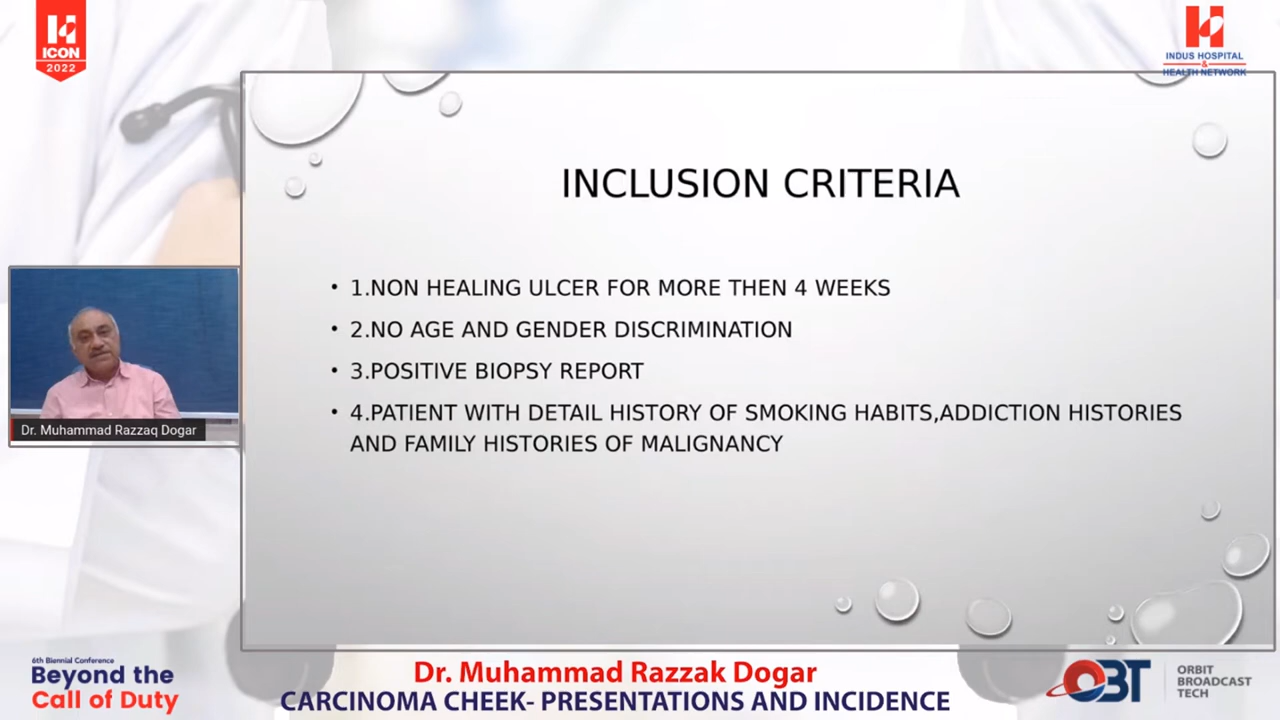 H
ICON
2022
INDUS HOSPITAL
&
HEALTH NETWORK
INCLUSION CRITERIA
• 1.NON HEALING ULCER FOR MORE THEN 4 WEEKS
• 2.NO AGE AND GENDER DISCRIMINATION
• 3.POSITIVE BIOPSY REPORT
• 4.PATIENT WITH DETAIL HISTORY OF SMOKING HABITS,ADDICTION HISTORIES
AND FAMILY HISTORIES OF MALIGNANCY
Dr. Muhammad Razzaq Dogar
6th Biennial Conference
Beyond the
Call of Duty
Dr. Muhammad Razzak Dogar
CARCINOMA CHEEK- PRESENTATIONS AND INCIDENCE
OBT
ORBIT
BROADCAST
TECH